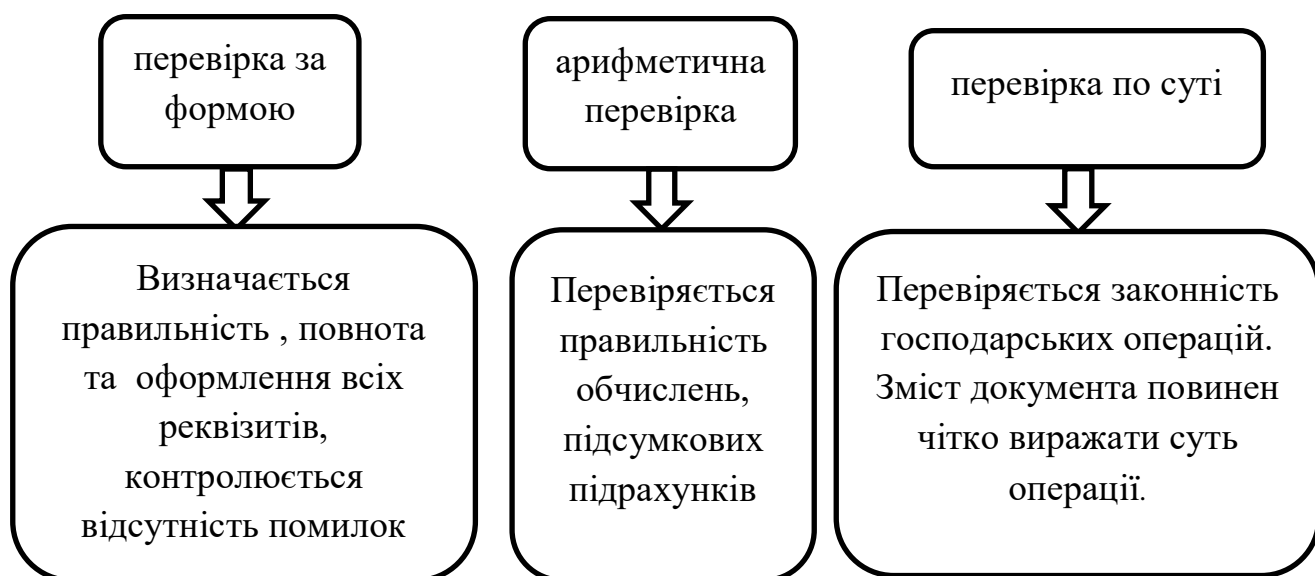 перевірка за
формою
арифметична
перевірка
перевірка по суті
Визначається
правильність , повнота
та оформлення всіх
реквізитів,
контролюється
відсутність помилок
Перевіряється
правильність
обчислень,
підсумкових
підрахунків
Перевіряється законність
господарських операцій.
Зміст документа повинен
чітко виражати суть
операції.